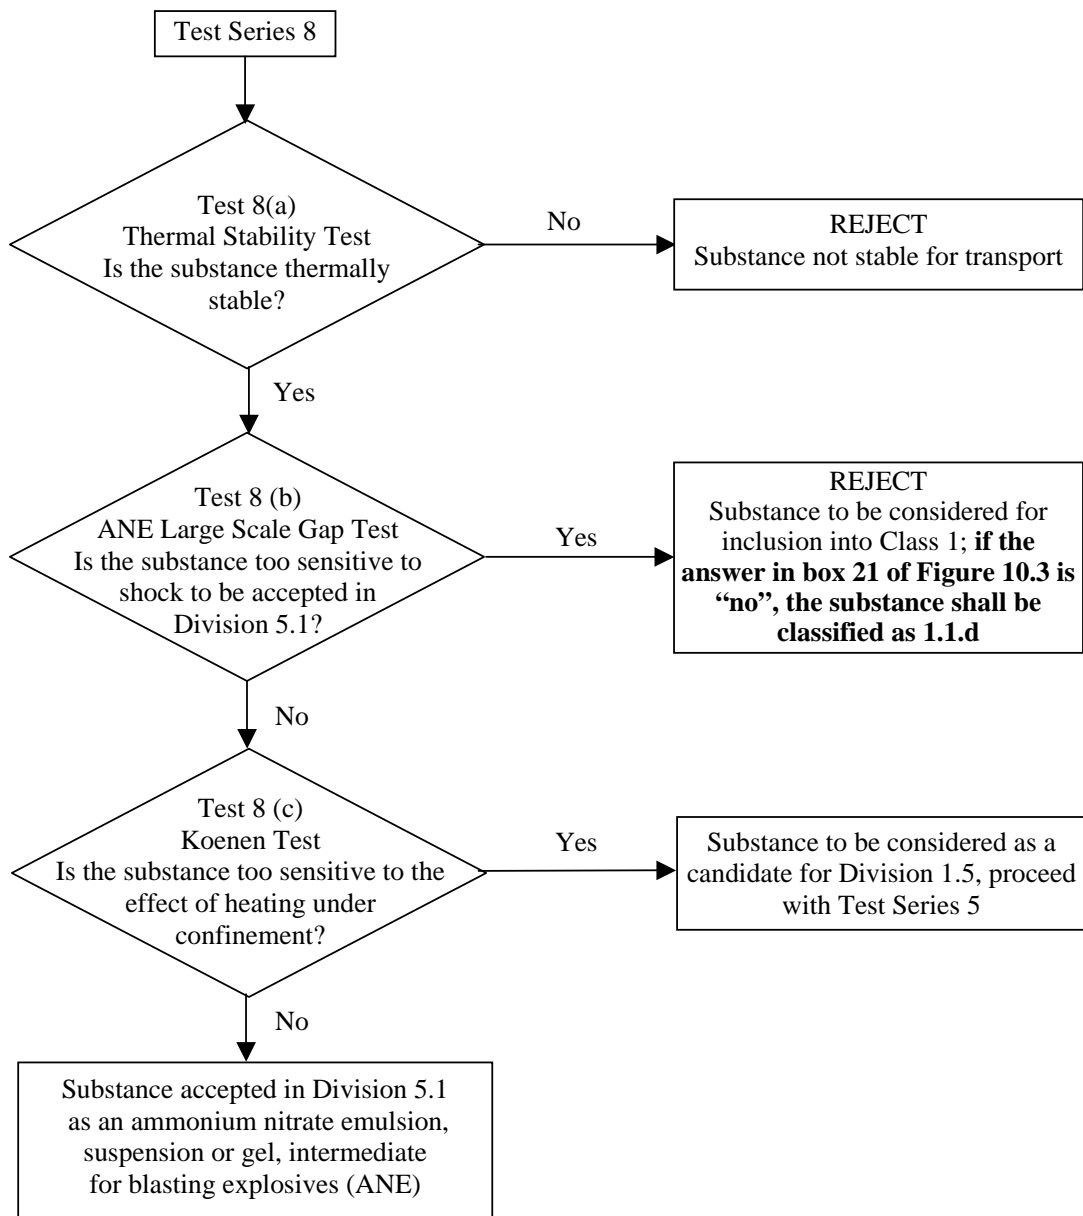 Test Series 8
Test 8(a)
Thermal Stability Test
Is the substance thermally
stable?
No
REJECT
Substance not stable for transport
Yes
Test 8 (b)
ANE Large Scale Gap Test
Is the substance too sensitive to
shock to be accepted in
Division 5.1?
Yes
REJECT
Substance to be considered for
inclusion into Class 1; if the
answer in box 21 of Figure 10.3 is
“no”, the substance shall be
classified as 1.1.d
No
Test 8 (c)
Koenen Test
Is the substance too sensitive to the
effect of heating under
confinement?
Yes
Substance to be considered as a
candidate for Division 1.5, proceed
with Test Series 5
No
Substance accepted in Division 5.1
as an ammonium nitrate emulsion,
suspension or gel, intermediate
for blasting explosives (ANE)